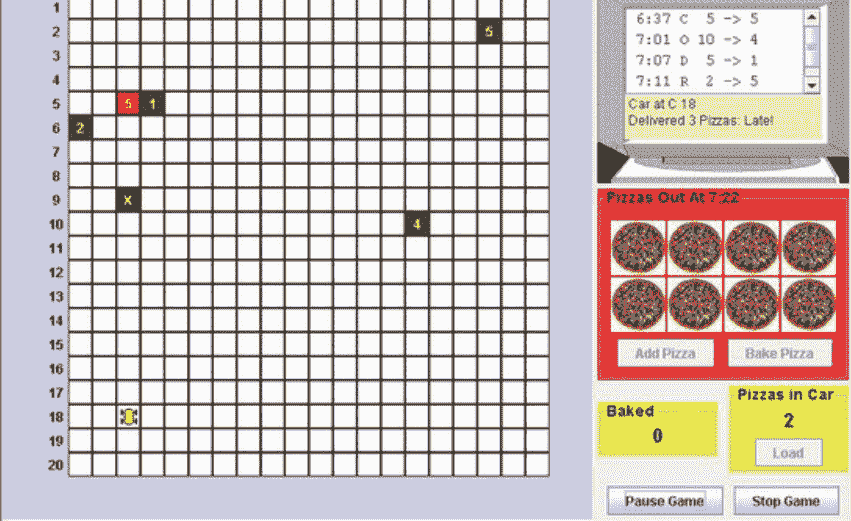 1
2
3
4
5
6
7
8
9
10
11
12
13
14
15
16
17
18
19
20
5
5 1
2
X
4
6:37 C 5 -> 5
7:01 O 10 -> 4
7:07 D 5 -> 1
7:11 R 2 -> 5
Car at C 18
Delivered 3 Pizzas: Late!
Pizzas Out At 7:22
Add Pizza Bake Pizza
Baked
0
Pizzas in Car
2
Load
Pause Game Stop Game